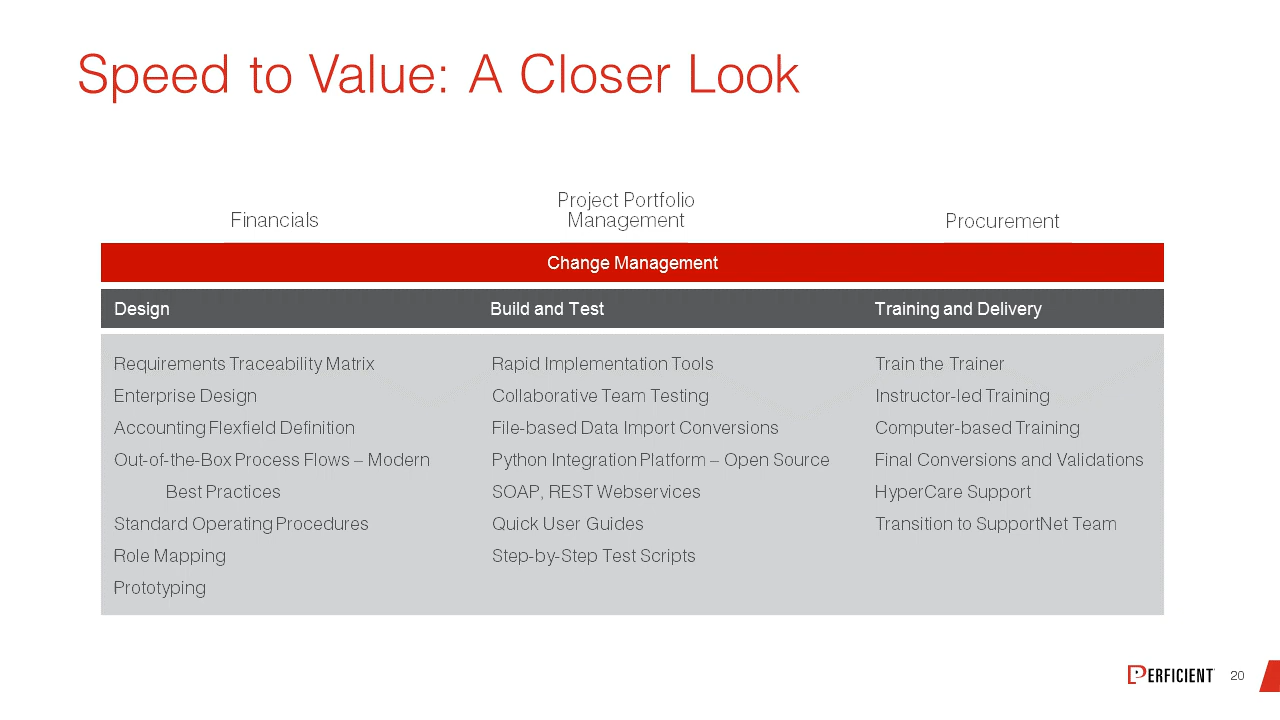 Speed to Value: A Closer Look
Financials
Project Portfolio
Management
Procurement
Change Management
Design
Build and Test
Training and Delivery
Requirements Traceability Matrix
Enterprise Design
Accounting Flexfield Definition
Out-of-the-Box Process Flows – Modern
Best Practices
Standard Operating Procedures
Role Mapping
Prototyping
Rapid Implementation Tools
Collaborative Team Testing
File-based Data Import Conversions
Python Integration Platform – Open Source
SOAP, REST Webservices
Quick User Guides
Step-by-Step Test Scripts
Train the Trainer
Instructor-led Training
Computer-based Training
Final Conversions and Validations
HyperCare Support
Transition to SupportNet Team
PERFICIENT
20